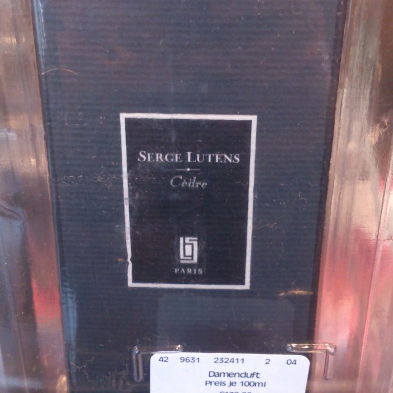 SERGE LUTENS
Cèdre
PARIS
42 9631 232411 2 04
Damenduft
Preis je 100ml